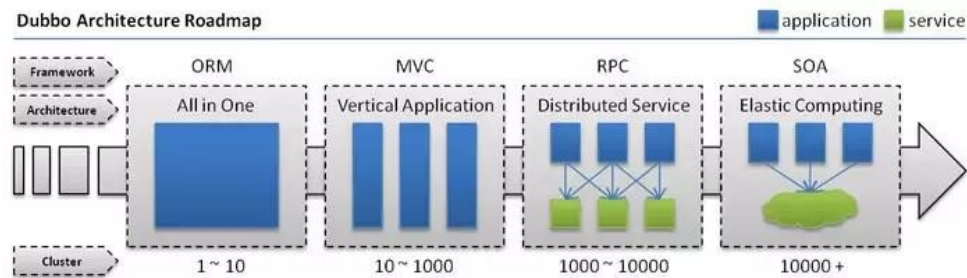 Dubbo Architecture Roadmap
application service
Framework ORM MVC RPC SOA
Architecture All in One Vertical Application Distributed Service Elastic Computing
Cluster 1 ~ 10 10 ~ 1000 1000 ~ 10000 10000 +